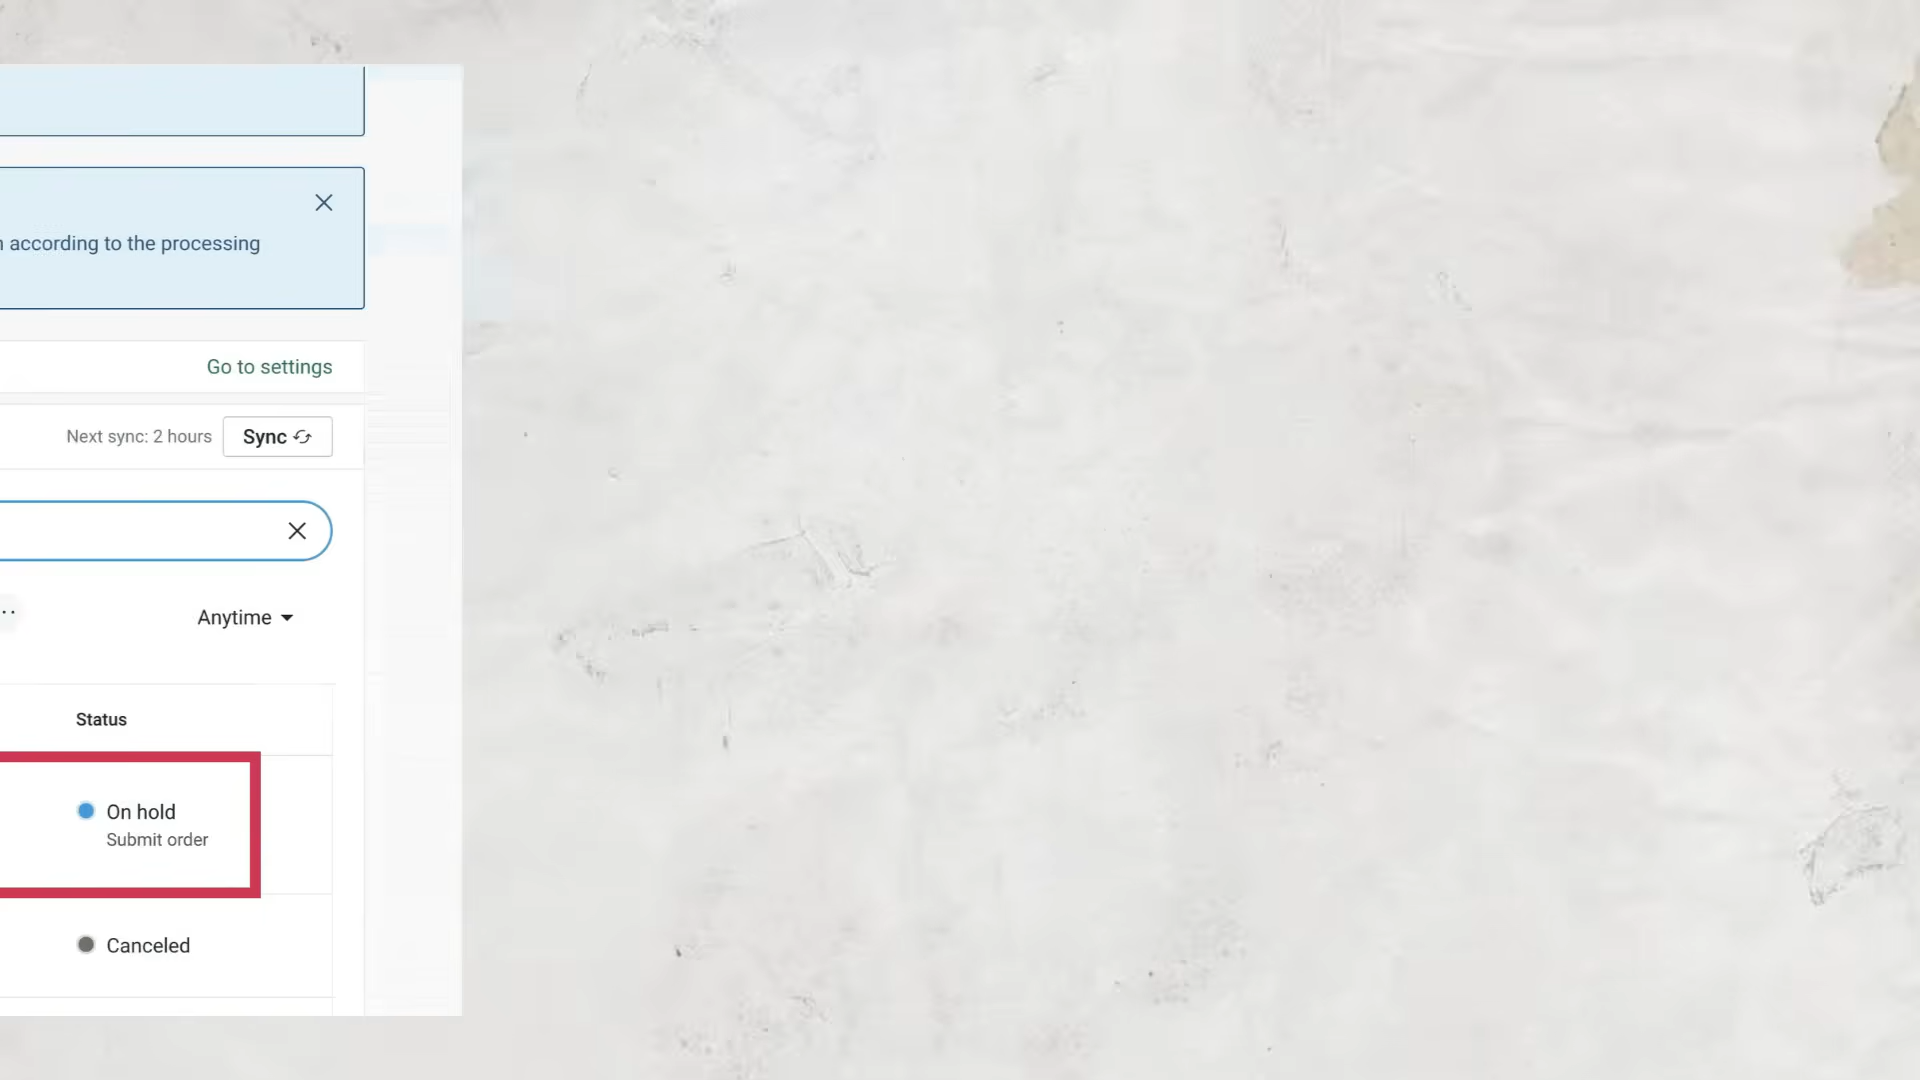 according to the processing
Go to settings
Next sync: 2 hours
Sync
Anytime
Status
On hold
Submit order
Canceled